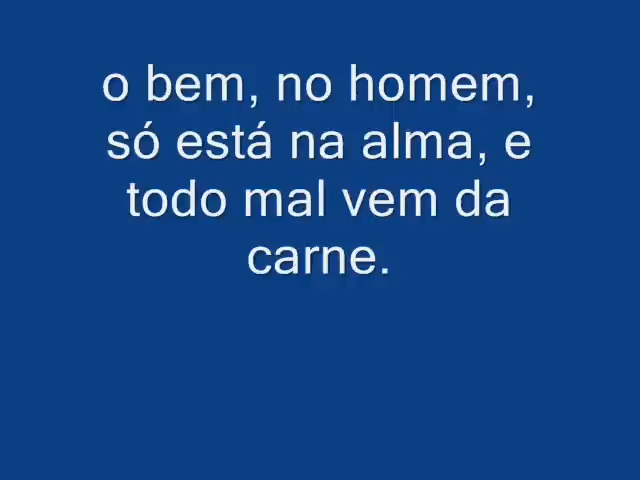 o bem, no homem,
só está na alma, e
todo mal vem da
carne.